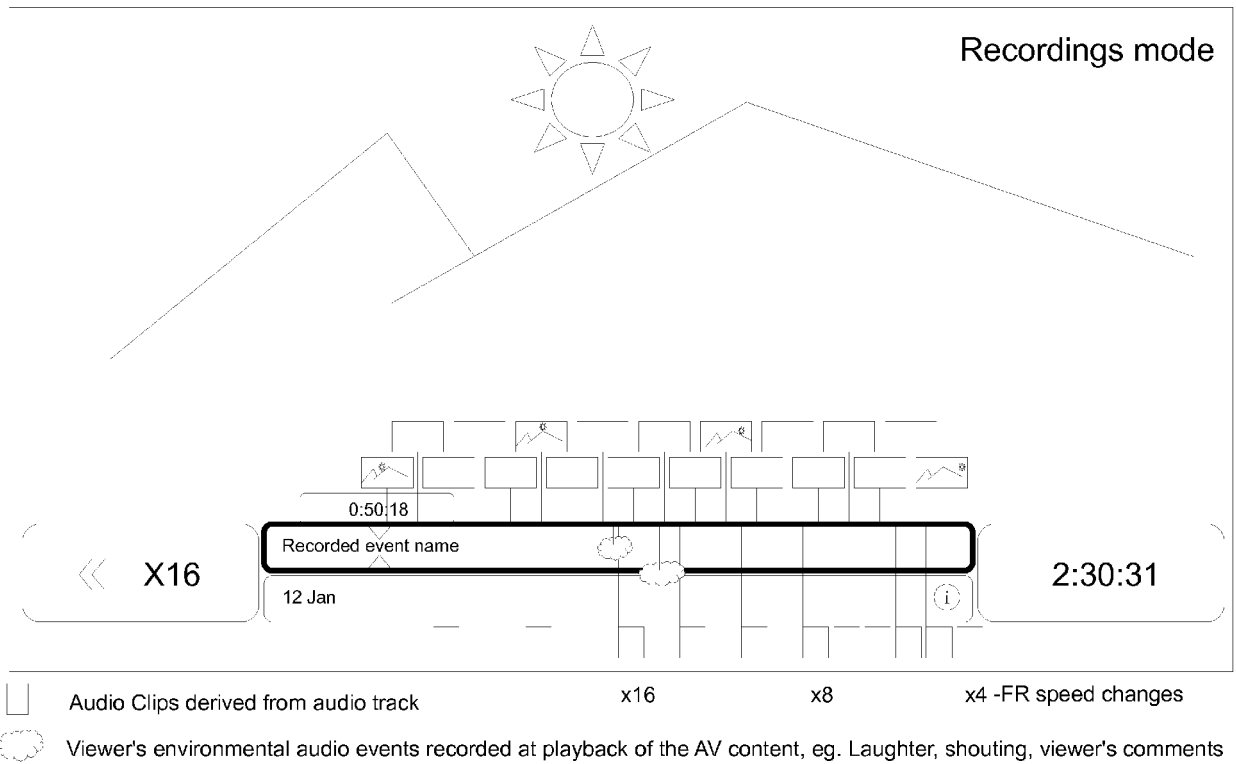 Recordings mode
0:50:18
X16
Recorded event name
2:30:31
12 Jan
i
Audio Clips derived from audio track
x16 x8 x4 -FR speed changes
Viewer's environmental audio events recorded at playback of the AV content, eg. Laughter, shouting, viewer's comments